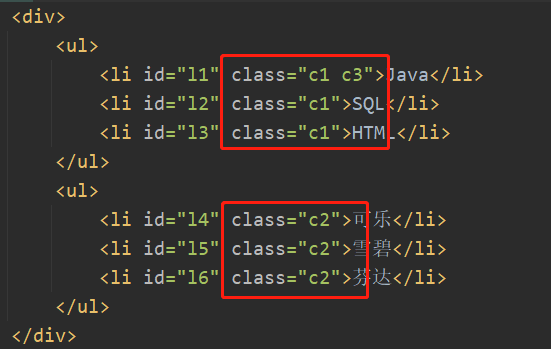 <div>
<ul>
<li id="l1" class="c1 c3">Java</li>
<li id="l2" class="c1">SQL</li>
<li id="l3" class="c1">HTML</li>
</ul>
<ul>
<li id="l4" class="c2">可乐</li>
<li id="l5" class="c2">雪碧</li>
<li id="l6" class="c2">芬达</li>
</ul>
</div>